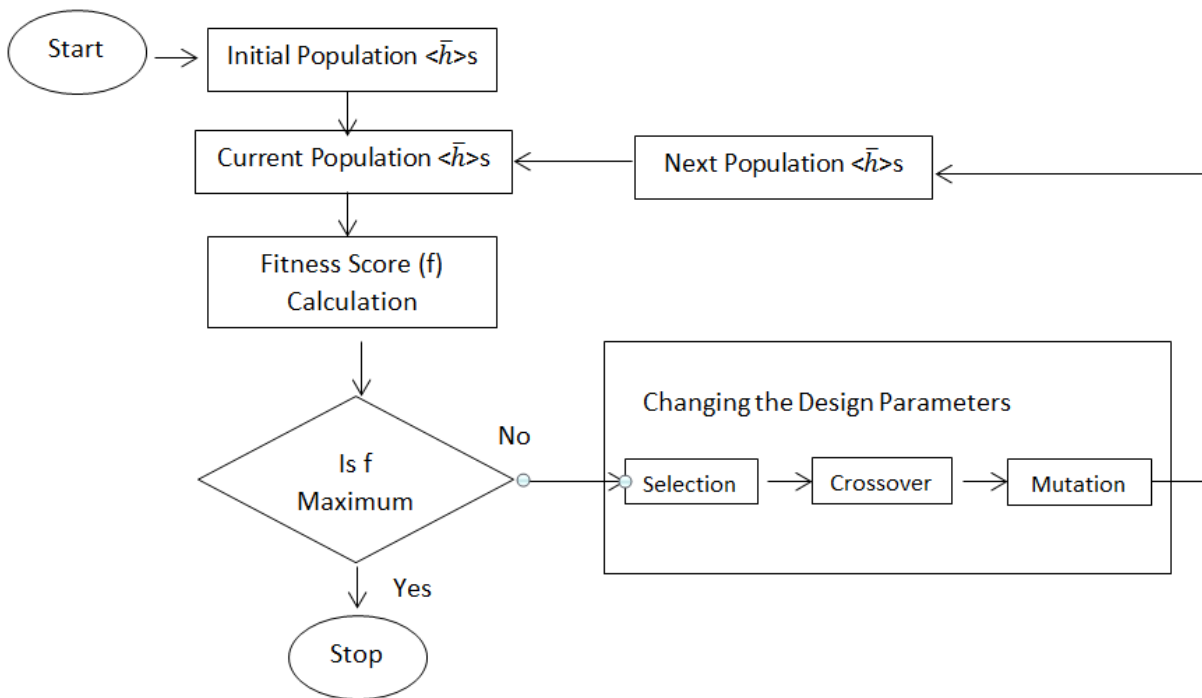 Start
Initial Population <h̅>s
Current Population <h̅>s
Next Population <h̅>s
Fitness Score (f)
Calculation
Changing the Design Parameters
No
Is f
Maximum
Selection
Crossover
Mutation
Yes
Stop